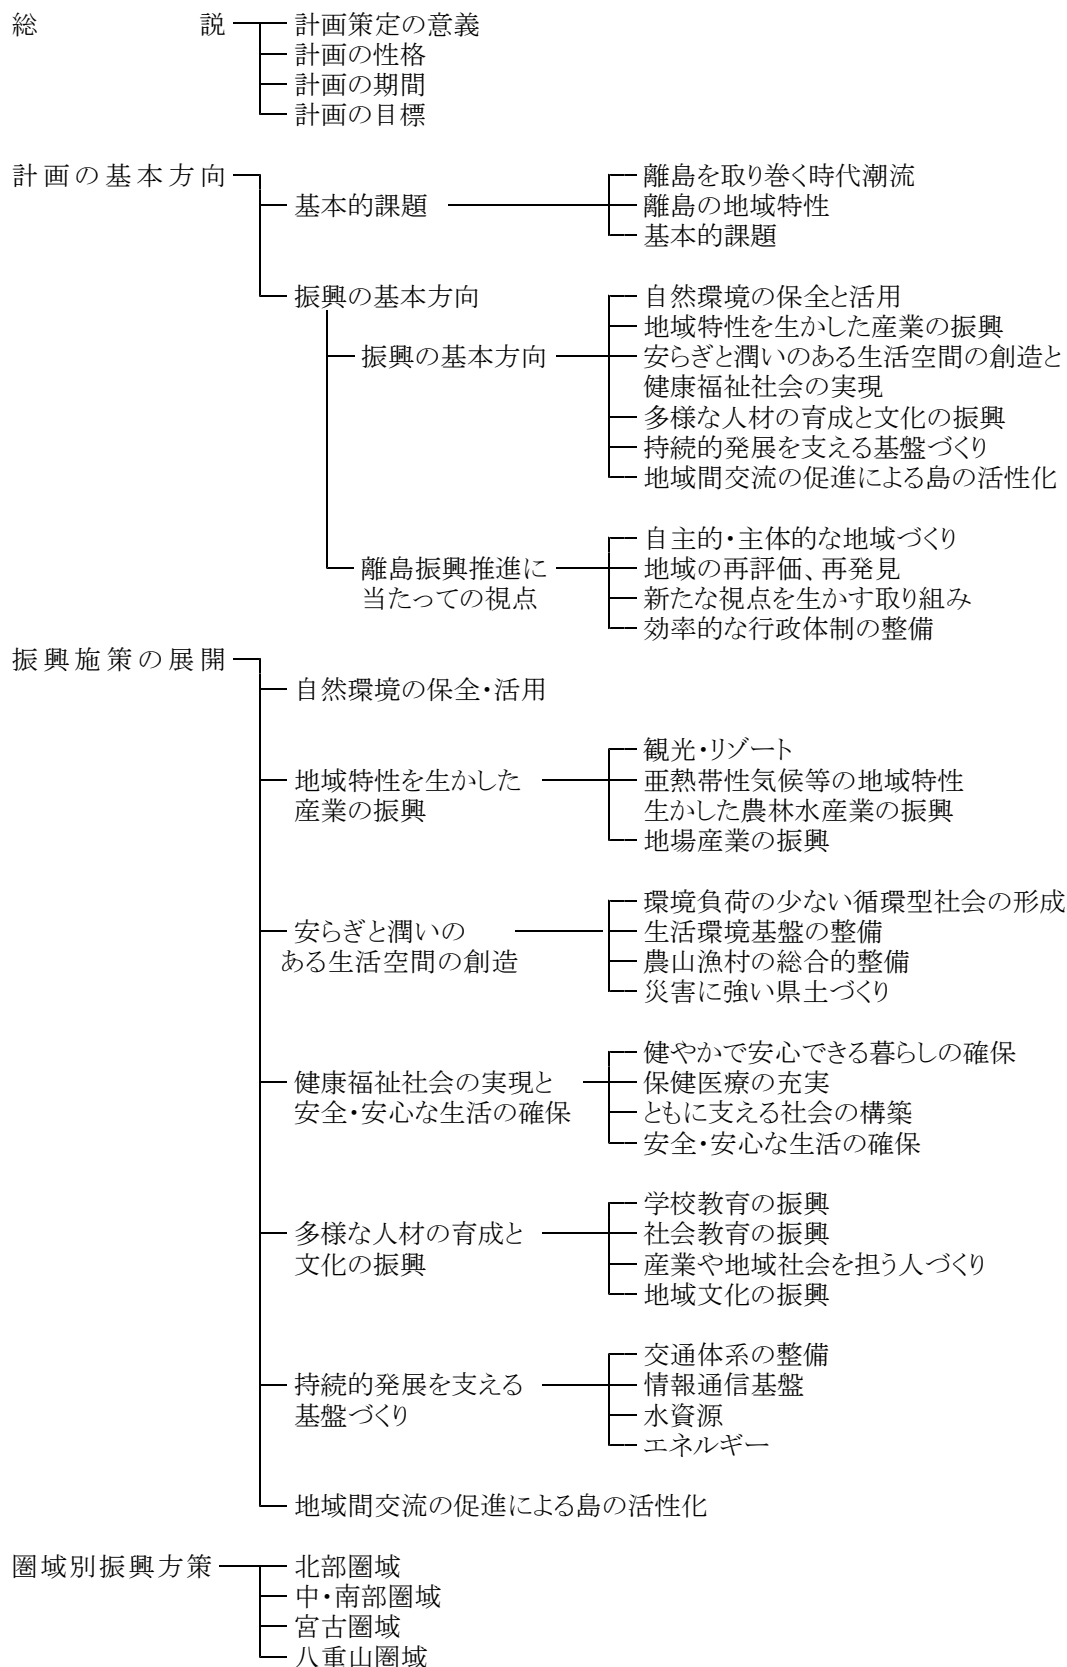 総説
計画策定の意義
計画の性格
計画の期間
計画の目標
計画の基本方向
基本的課題
離島を取り巻く時代潮流
離島の地域特性
基本的課題
振興の基本方向
振興の基本方向
自然環境の保全と活用
地域特性を生かした産業の振興
安らぎと潤いのある生活空間の創造と
健康福祉社会の実現
多様な人材の育成と文化の振興
持続的発展を支える基盤づくり
地域間交流の促進による島の活性化
離島振興推進に
当たっての視点
自主的・主体的な地域づくり
地域の再評価、再発見
新たな視点を生かす取り組み
効率的な行政体制の整備
振興施策の展開
自然環境の保全・活用
地域特性を生かした
産業の振興
観光・リゾート
亜熱帯性気候等の地域特性
生かした農林水産業の振興
地場産業の振興
安らぎと潤いの
ある生活空間の創造
環境負荷の少ない循環型社会の形成
生活環境基盤の整備
農山漁村の総合的整備
災害に強い県土づくり
健康福祉社会の実現と
安全・安心な生活の確保
健やかで安心できる暮らしの確保
保健医療の充実
ともに支える社会の構築
安全・安心な生活の確保
多様な人材の育成と
文化の振興
学校教育の振興
社会教育の振興
産業や地域社会を担う人づくり
地域文化の振興
持続的発展を支える
基盤づくり
交通体系の整備
情報通信基盤
水資源
エネルギー
地域間交流の促進による島の活性化
圏域別振興方策
北部圏域
中・南部圏域
宮古圏域
八重山圏域